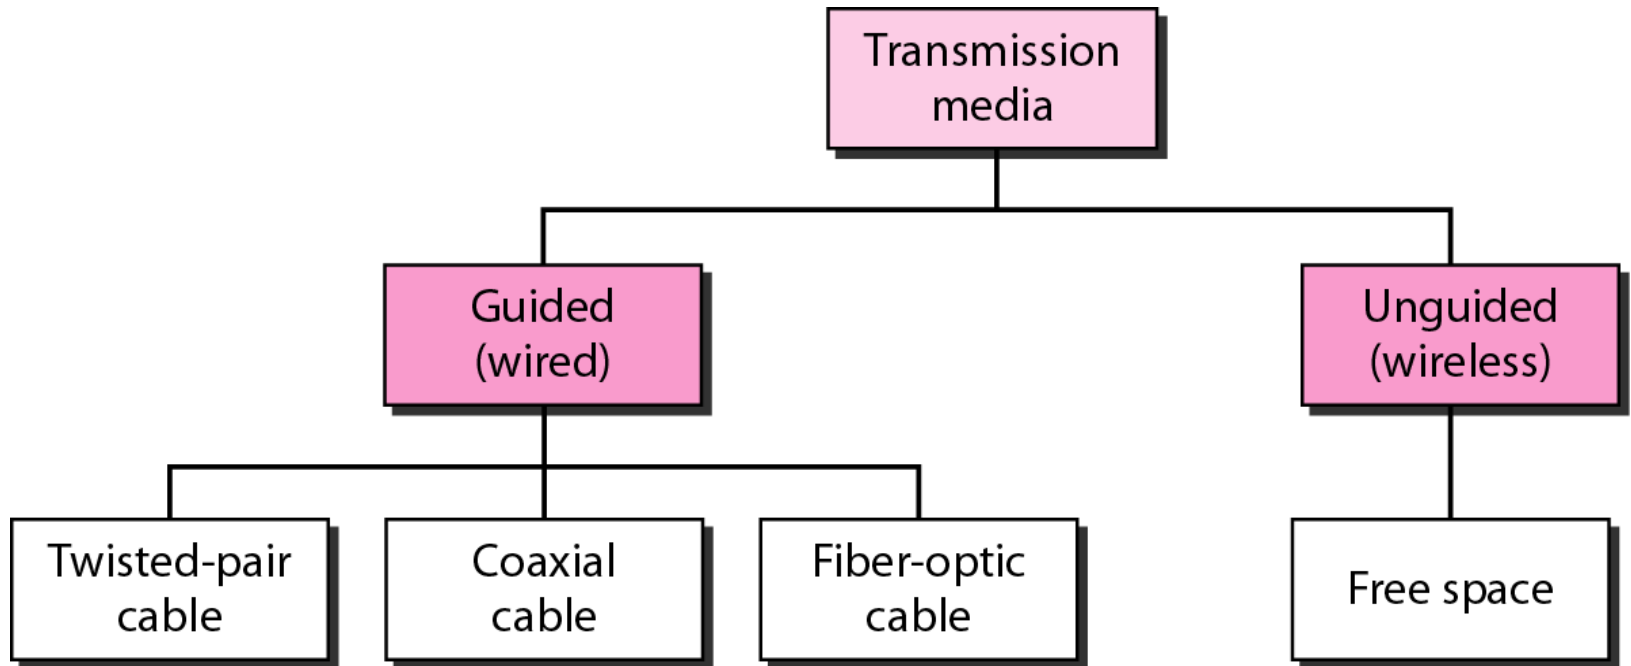 Transmission
media
Guided
(wired)
Unguided
(wireless)
Twisted-pair
cable
Coaxial
cable
Fiber-optic
cable
Free space